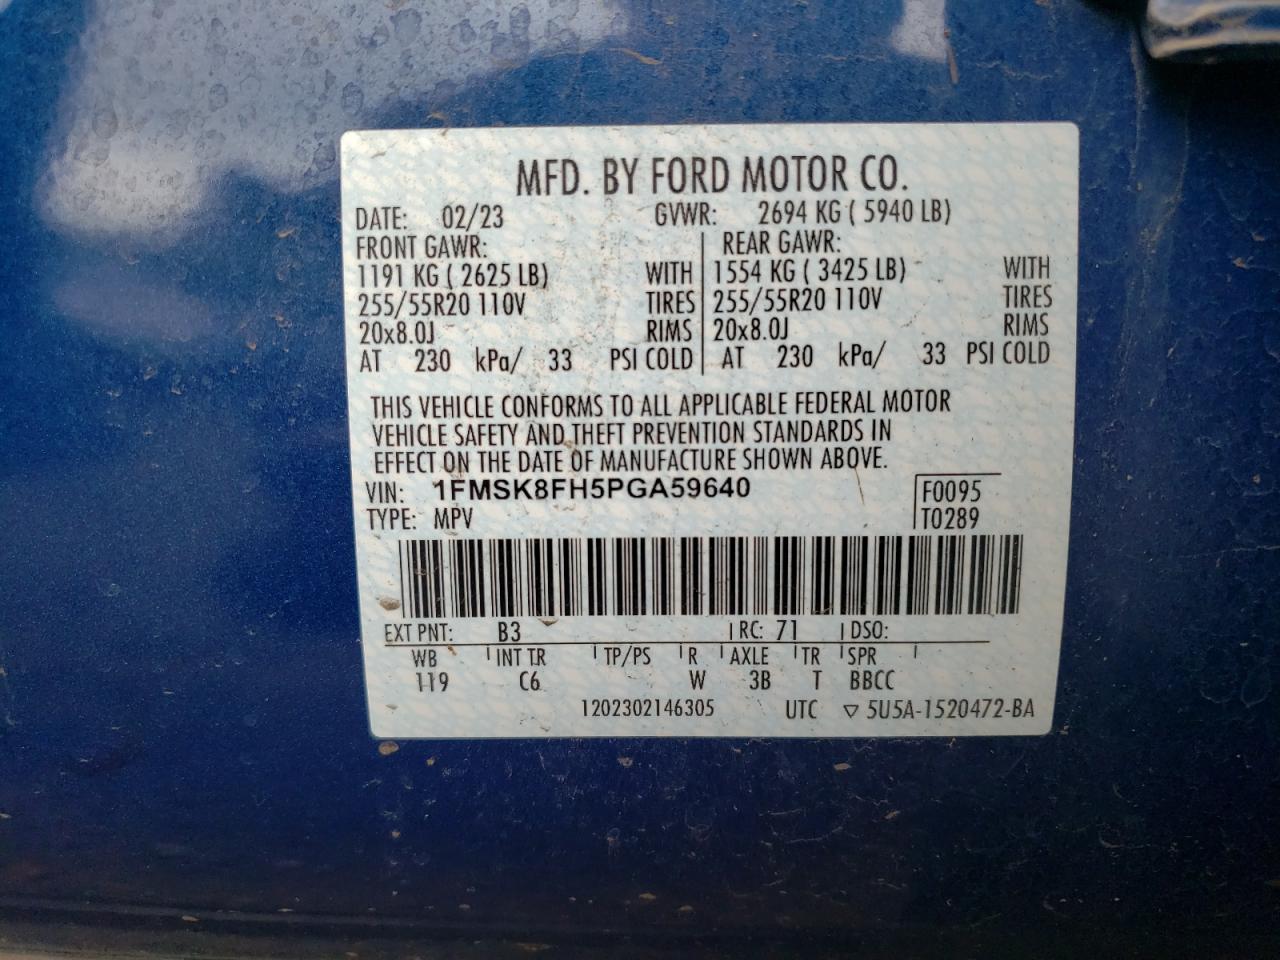 MFD. BY FORD MOTOR CO.
DATE: 02/23 GVWR: 2694 KG ( 5940 LB)
FRONT GAWR: REAR GAWR:
1191 KG ( 2625 LB) WITH 1554 KG ( 3425 LB) WITH
255/55R20 110V TIRES 255/55R20 110V TIRES
20x8.0J RIMS 20x8.0J RIMS
AT 230 kPa/ 33 PSI COLD AT 230 kPa/ 33 PSI COLD
THIS VEHICLE CONFORMS TO ALL APPLICABLE FEDERAL MOTOR
VEHICLE SAFETY AND THEFT PREVENTION STANDARDS IN
EFFECT ON THE DATE OF MANUFACTURE SHOWN ABOVE.
VIN: 1FMSK8FH5PGA59640 F0095
TYPE: MPV T0289
EXT PNT: B3 RC: 71 DSO:
WB INT TR TP/PS R AXLE TR SPR
119 C6 W 3B T BBCC
1202302146305 UTC ▽ 5U5A-1520472-BA